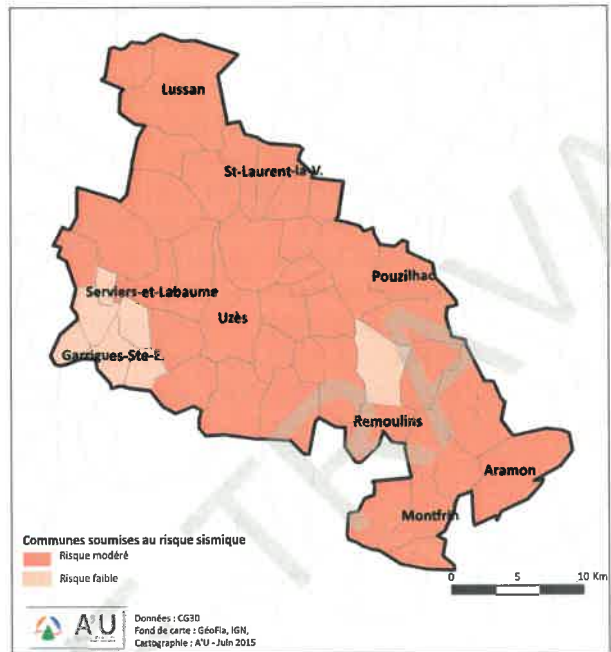 Lussan
St-Laurent-la-V.
Pouzilhac
Serviers-et-Labaume
Uzès
Garrigues-Ste-E.
Remoulins
Aramon
Montfrin
Communes soumises au risque sismique
Risque modéré
Risque faible
0 5 10 Km
A'U
Données : CG30
Fond de carte : GéoFla, IGN,
Cartographie : A'U - Juin 2015